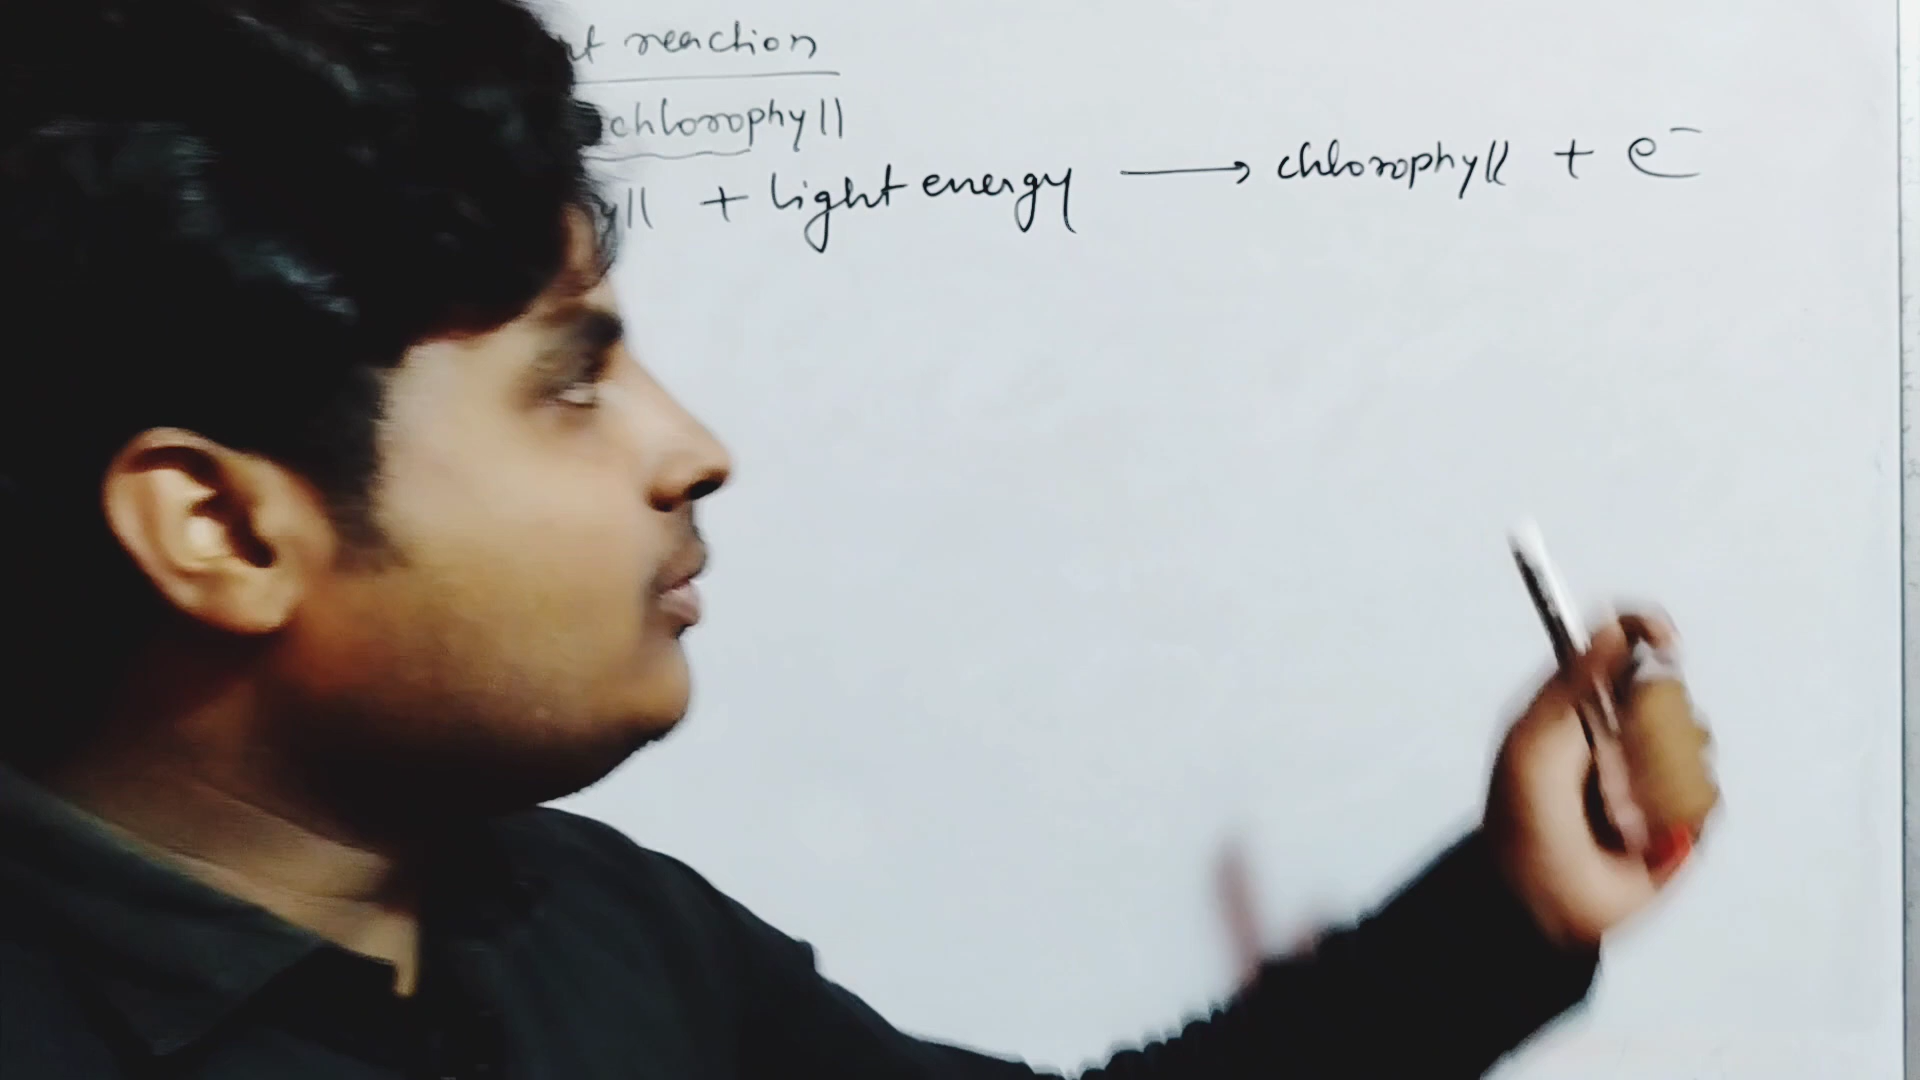 reaction
chlorophyll
+ light energy ⟶ chlorophyll + e⁻